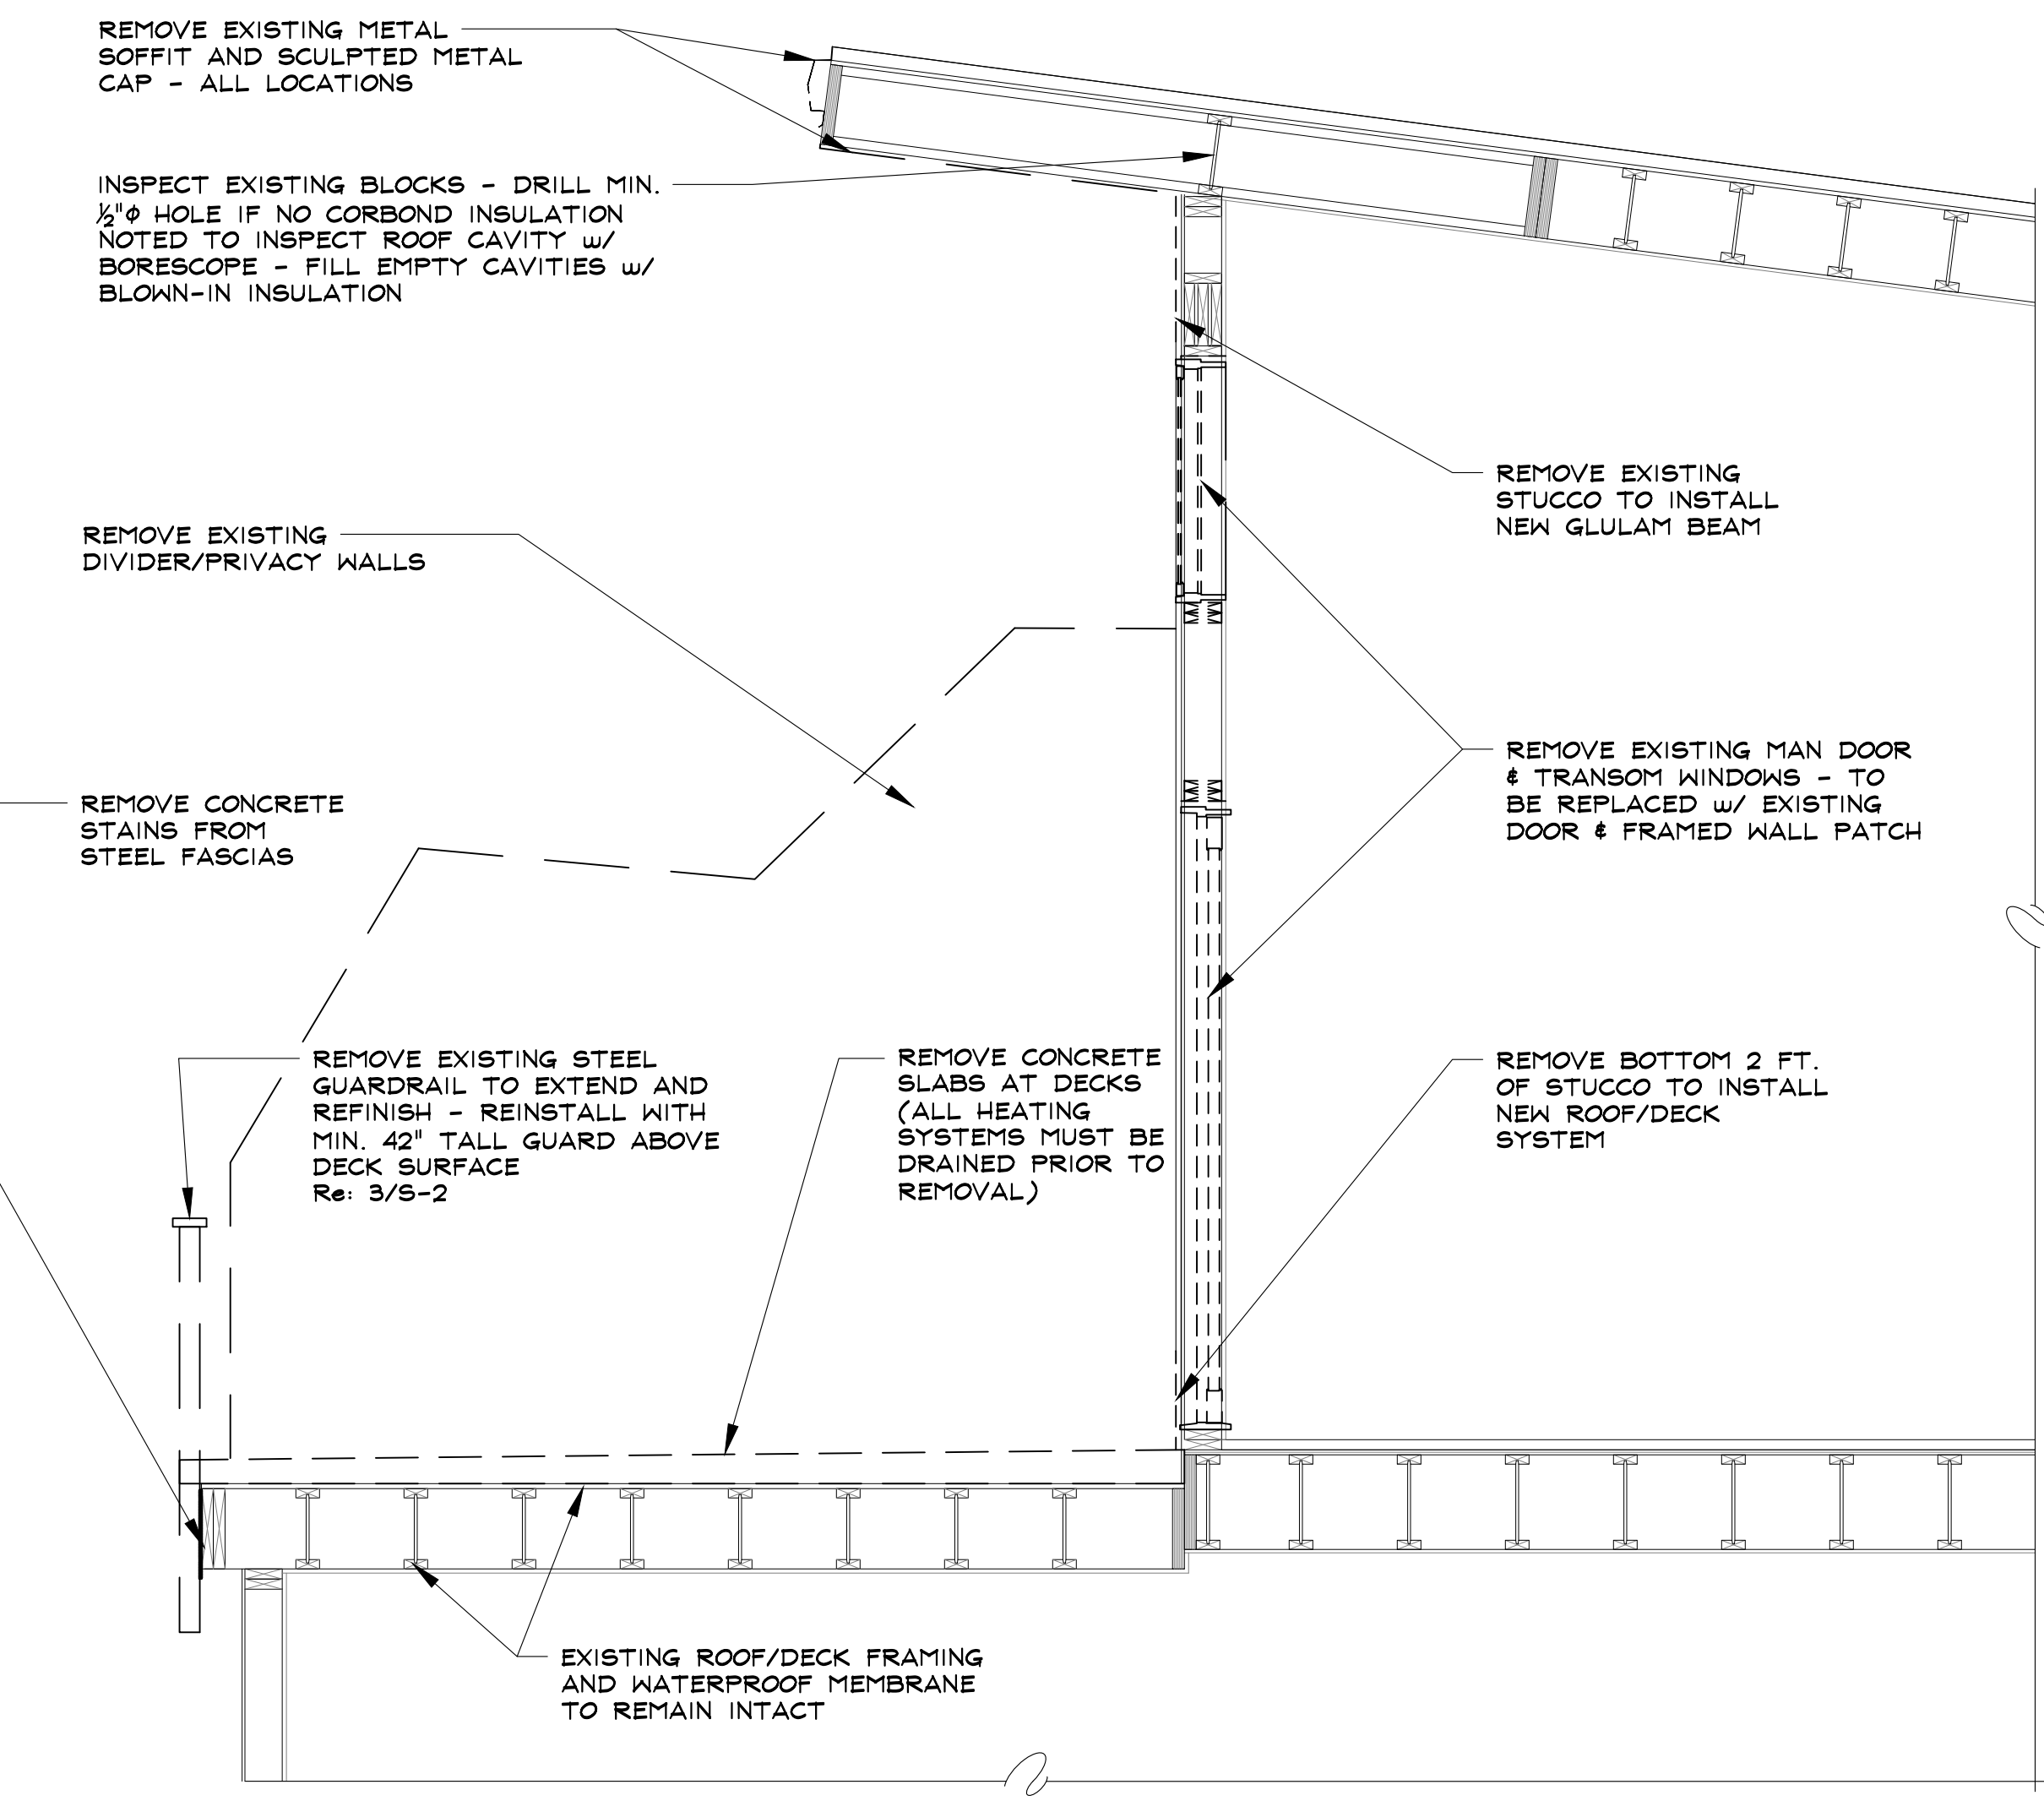 REMOVE EXISTING METAL
SOFFIT AND SCULPTED METAL
CAP - ALL LOCATIONS
INSPECT EXISTING BLOCKS - DRILL MIN.
½"ϕ HOLE IF NO CORBOND INSULATION
NOTED TO INSPECT ROOF CAVITY w/
BORESCOPE - FILL EMPTY CAVITIES w/
BLOWN-IN INSULATION
REMOVE EXISTING
STUCCO TO INSTALL
NEW GLULAM BEAM
REMOVE EXISTING
DIVIDER/PRIVACY WALLS
REMOVE EXISTING MAN DOOR
& TRANSOM WINDOWS - TO
BE REPLACED w/ EXISTING
DOOR & FRAMED WALL PATCH
REMOVE CONCRETE
STAINS FROM
STEEL FASCIAS
REMOVE EXISTING STEEL
GUARDRAIL TO EXTEND AND
REFINISH - REINSTALL WITH
MIN. 42" TALL GUARD ABOVE
DECK SURFACE
Re: 3/S-2
REMOVE CONCRETE
SLABS AT DECKS
(ALL HEATING
SYSTEMS MUST BE
DRAINED PRIOR TO
REMOVAL)
REMOVE BOTTOM 2 FT.
OF STUCCO TO INSTALL
NEW ROOF/DECK
SYSTEM
EXISTING ROOF/DECK FRAMING
AND WATERPROOF MEMBRANE
TO REMAIN INTACT